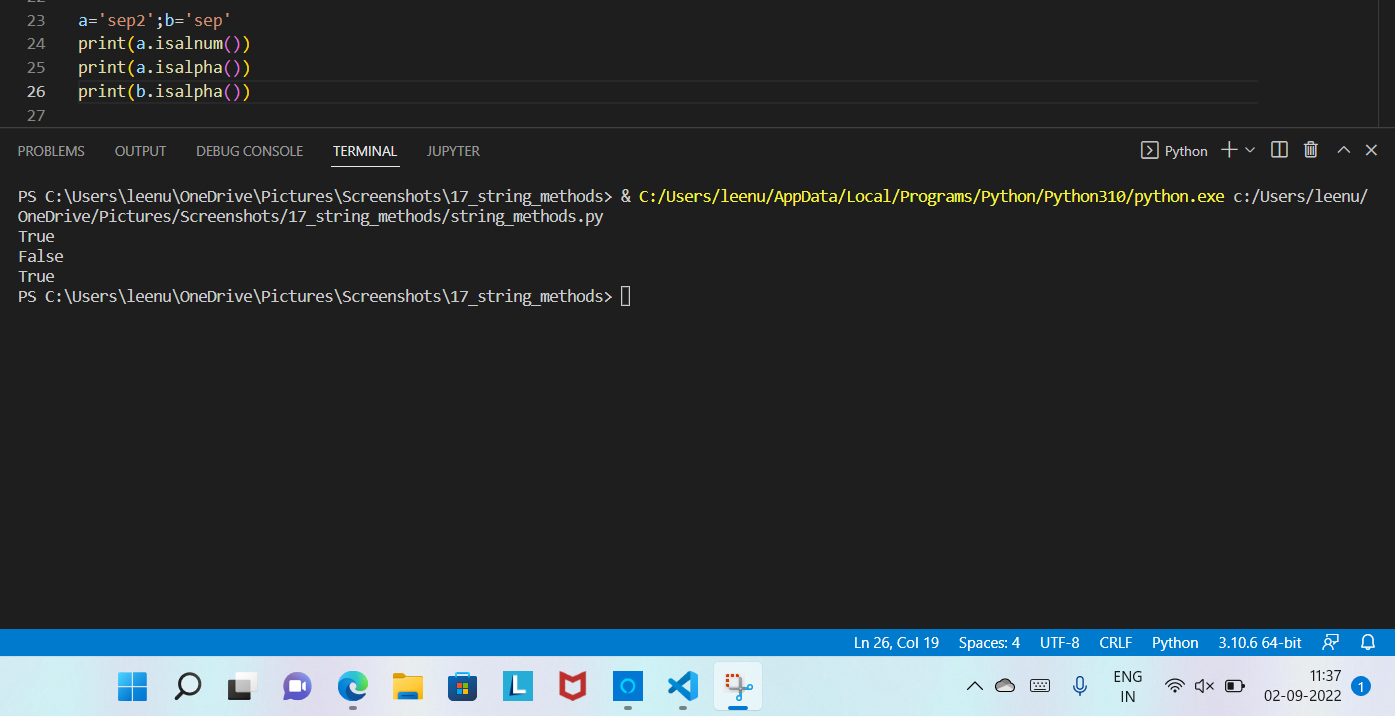 22
23 a='sep2';b='sep'
24 print(a.isalnum())
25 print(a.isalpha())
26 print(b.isalpha())
27
PROBLEMS OUTPUT DEBUG CONSOLE TERMINAL JUPYTER Python
PS C:\Users\leenu\OneDrive\Pictures\Screenshots\17_string_methods> & C:/Users/leenu/AppData/Local/Programs/Python/Python310/python.exe c:/Users/leenu/
OneDrive/Pictures/Screenshots/17_string_methods/string_methods.py
True
False
True
PS C:\Users\leenu\OneDrive\Pictures\Screenshots\17_string_methods>
Ln 26, Col 19 Spaces: 4 UTF-8 CRLF Python 3.10.6 64-bit
L
ENG 11:37
IN 02-09-2022 1